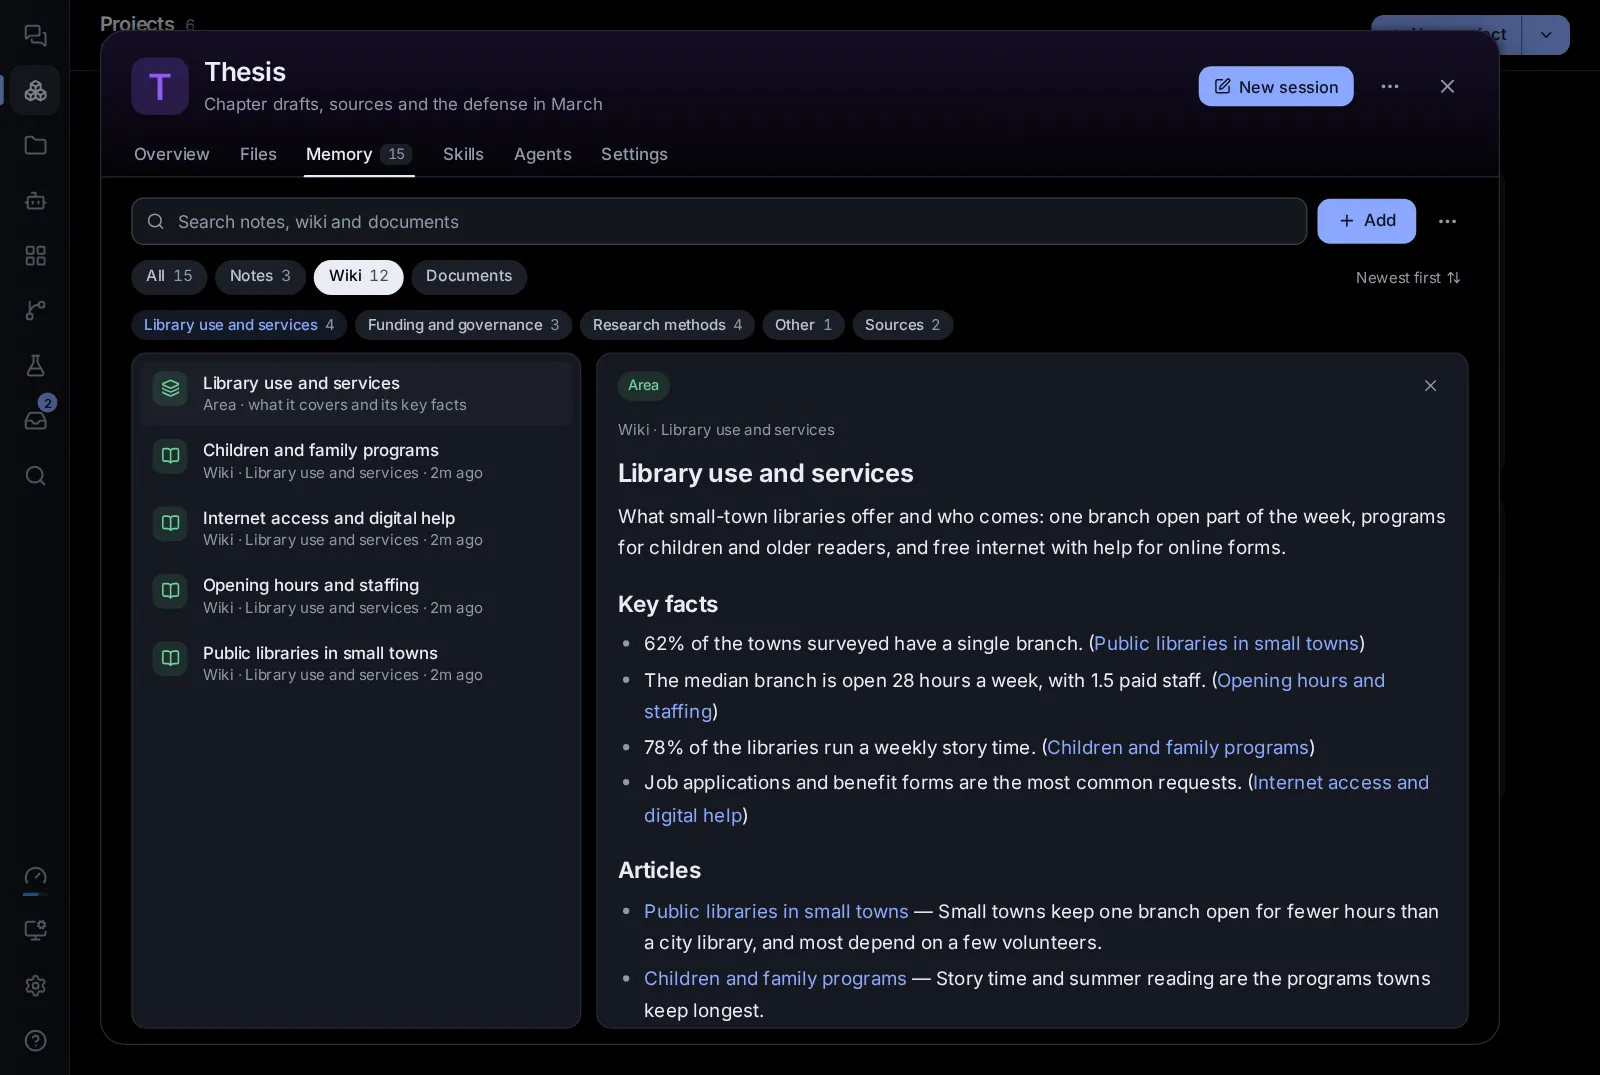 Projects 6
Thesis
Chapter drafts, sources and the defense in March
New session
Overview
Files
Memory 15
Skills
Agents
Settings
Search notes, wiki and documents
Add
All 15
Notes 3
Wiki 12
Documents
Newest first
Library use and services 4
Funding and governance 3
Research methods 4
Other 1
Sources 2
2
Library use and services
Area · what it covers and its key facts
Children and family programs
Wiki · Library use and services · 2m ago
Internet access and digital help
Wiki · Library use and services · 2m ago
Opening hours and staffing
Wiki · Library use and services · 2m ago
Public libraries in small towns
Wiki · Library use and services · 2m ago
Area
Wiki · Library use and services
Library use and services
What small-town libraries offer and who comes: one branch open part of the week, programs
for children and older readers, and free internet with help for online forms.
Key facts
62% of the towns surveyed have a single branch. (Public libraries in small towns)
The median branch is open 28 hours a week, with 1.5 paid staff. (Opening hours and
staffing)
78% of the libraries run a weekly story time. (Children and family programs)
Job applications and benefit forms are the most common requests. (Internet access and
digital help)
Articles
Public libraries in small towns — Small towns keep one branch open for fewer hours than
a city library, and most depend on a few volunteers.
Children and family programs — Story time and summer reading are the programs towns
keep longest.